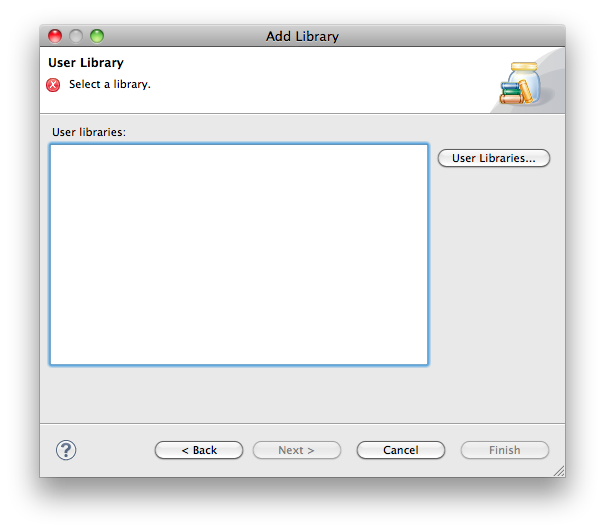 Add Library
User Library
Select a library.
User libraries:
User Libraries...
?
< Back
Next >
Cancel
Finish